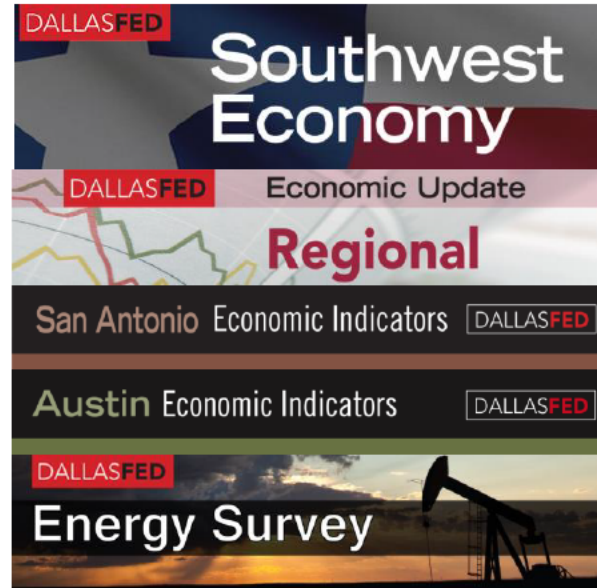 DALLASFED
Southwest
Economy
DALLASFED Economic Update
Regional
San Antonio Economic Indicators DALLASFED
Austin Economic Indicators DALLASFED
DALLASFED
Energy Survey